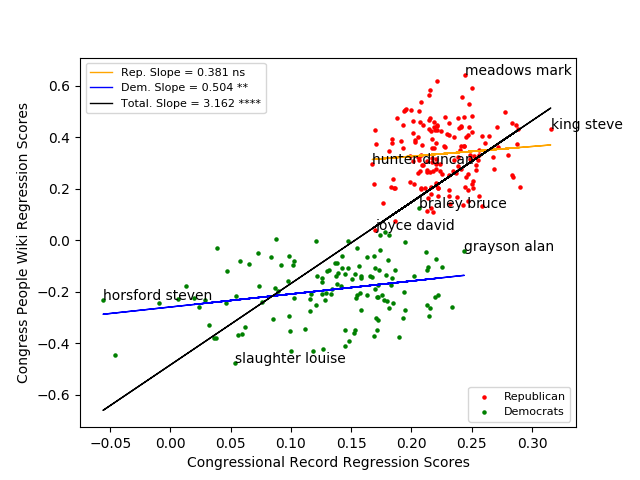 Rep. Slope = 0.381 ns
Dem. Slope = 0.504 **
Total. Slope = 3.162 ****
meadows mark
king steve
hunter duncan
braley bruce
joyce david
grayson alan
horsford steven
slaughter louise
Republican
Democrats
0.6
0.4
0.2
0.0
−0.2
−0.4
−0.6
Congress People Wiki Regression Scores
−0.05 0.00 0.05 0.10 0.15 0.20 0.25 0.30
Congressional Record Regression Scores